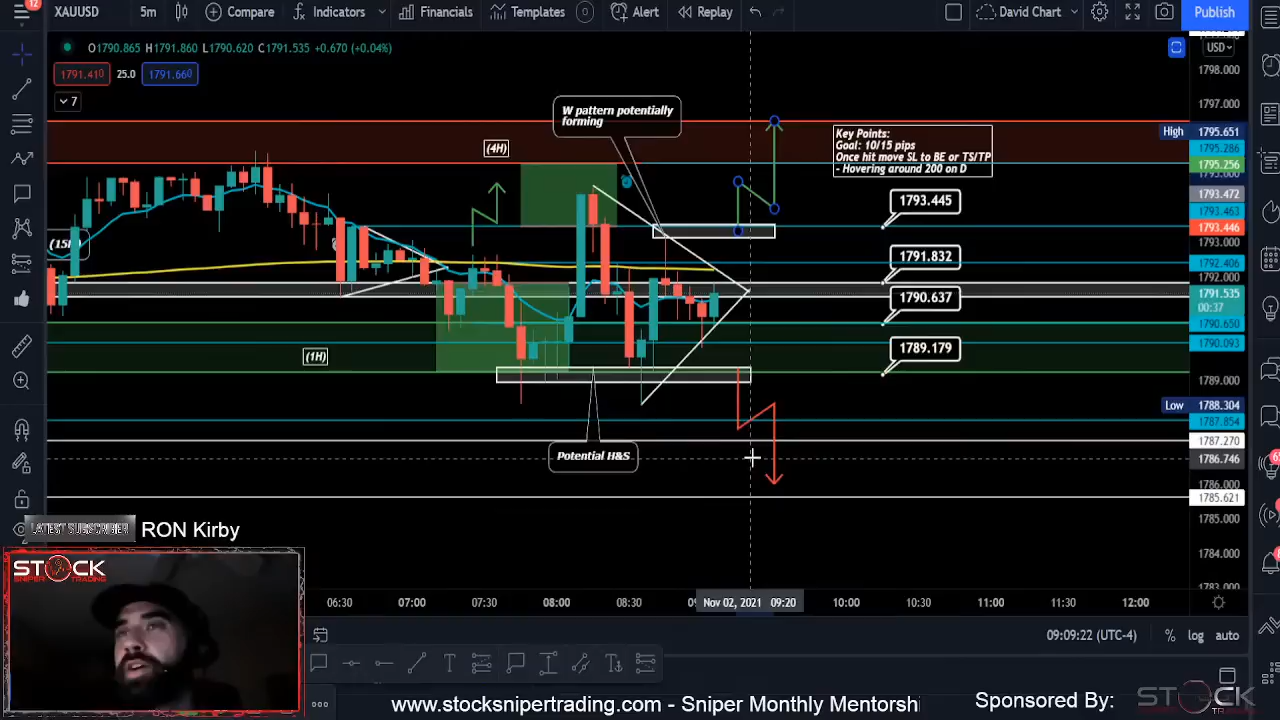 12
XAUUSD
5m
Compare
Indicators
Financials
Templates
Alert
Replay
David Chart
Publish
O1790.865 H1791.860 L1790.620 C1791.535 +0.670 (+0.04%)
USD
1791.410
25.0
1791.660
7
1798.000
1797.000
W pattern potentially
forming
Key Points:
Goal: 10/15 pips
Once hit move SL to BE or TS/TP
- Hovering around 200 on D
High 1795.651
1795.286
1795.256
(4H)
1793.472
1793.463
1793.446
1793.445
1793.000
1791.832
1792.406
1792.000
1790.637
1791.535
00:37
1790.650
1790.093
1789.179
(1H)
1789.000
Low 1788.304
1787.854
1787.270
Potential H&S
1786.746
1786.000
1785.621
1785.000
1784.000
1783.000
LATEST SUBSCRIBER RON Kirby
STOCK
SNIPER TRADING
06:30
07:00
07:30
08:00
08:30
Nov 02, 2021 09:20
10:00
10:30
11:00
11:30
12:00
09:09:22 (UTC-4)
%
log
auto
www.stocksnipertrading.com - Sniper Monthly Mentorshi
Sponsored By:
STOCK